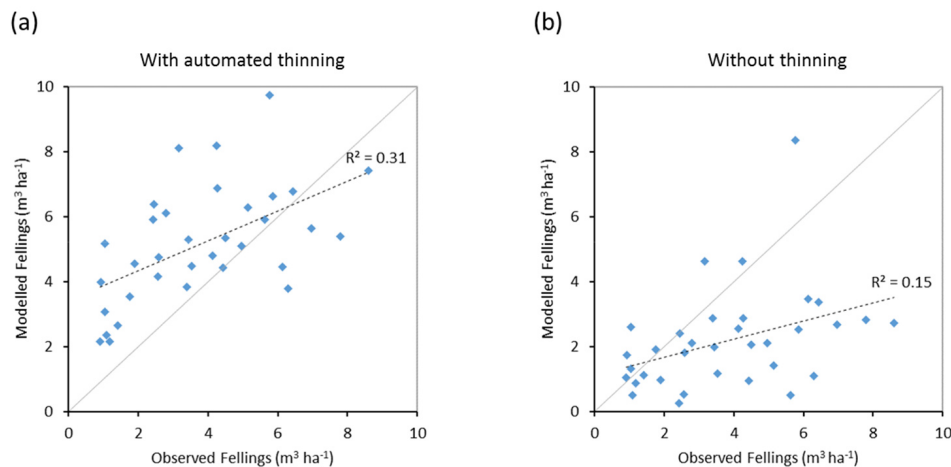 (a)
With automated thinning
10
8
6
4
2
0
0 2 4 6 8 10
Modelled Fellings (m³ ha⁻¹)
Observed Fellings (m³ ha⁻¹)
R² = 0.31
(b)
Without thinning
10
8
6
4
2
0
0 2 4 6 8 10
Modelled Fellings (m³ ha⁻¹)
Observed Fellings (m³ ha⁻¹)
R² = 0.15